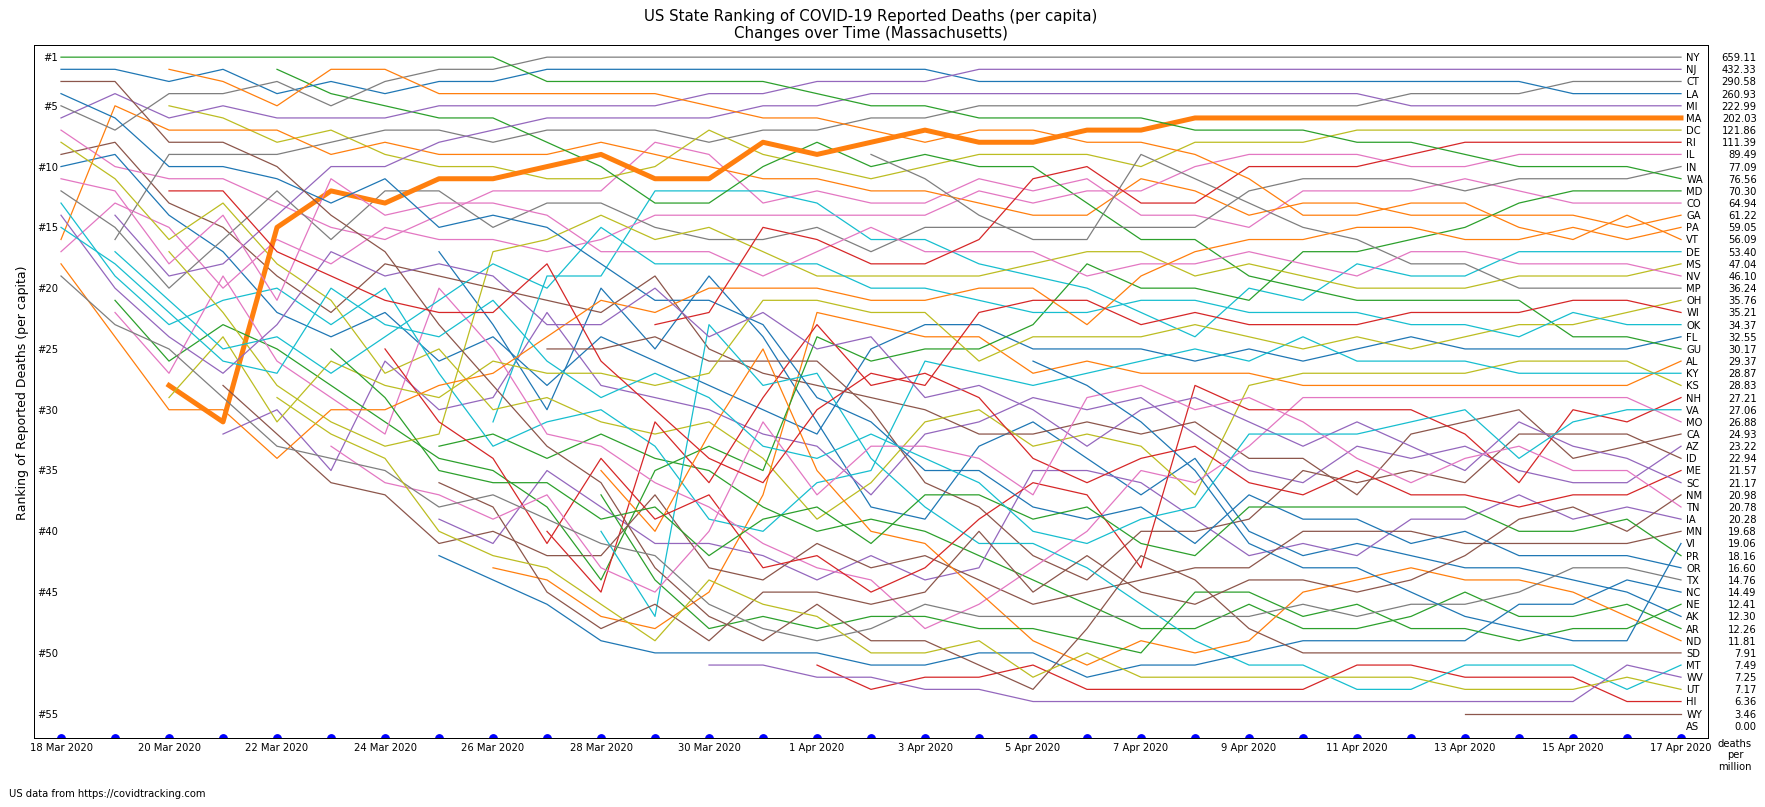 US State Ranking of COVID-19 Reported Deaths (per capita)
Changes over Time (Massachusetts)
Ranking of Reported Deaths (per capita)
#1
#5
#10
#15
#20
#25
#30
#35
#40
#45
#50
#55
NY 659.11
NJ 432.33
CT 290.58
LA 260.93
MI 222.99
MA 202.03
DC 121.86
RI 111.39
IL 89.49
IN 77.09
WA 76.56
MD 70.30
CO 64.94
GA 61.22
PA 59.05
VT 56.09
DE 53.40
MS 47.04
NV 46.10
MP 36.24
OH 35.76
WI 35.21
OK 34.37
FL 32.55
GU 30.17
AL 29.37
KY 28.87
KS 28.83
NH 27.21
VA 27.06
MO 26.88
CA 24.93
AZ 23.22
ID 22.94
ME 21.57
SC 21.17
NM 20.98
TN 20.78
IA 20.28
MN 19.68
VI 19.06
PR 18.16
OR 16.60
TX 14.76
NC 14.49
NE 12.41
AK 12.30
AR 12.26
ND 11.81
SD 7.91
MT 7.49
WV 7.25
UT 7.17
HI 6.36
WY 3.46
AS 0.00
18 Mar 2020 20 Mar 2020 22 Mar 2020 24 Mar 2020 26 Mar 2020 28 Mar 2020 30 Mar 2020 1 Apr 2020 3 Apr 2020 5 Apr 2020 7 Apr 2020 9 Apr 2020 11 Apr 2020 13 Apr 2020 15 Apr 2020 17 Apr 2020
deaths
per
million
US data from https://covidtracking.com